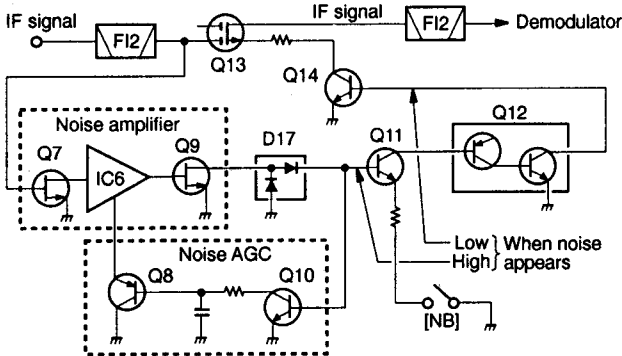 IF signal
FI2
Q13
IF signal
FI2
Demodulator
Q14
Noise amplifier
Q7
IC6
Q9
D17
Q11
Q12
Low
High
When noise
appears
Noise AGC
Q8
Q10
[NB]